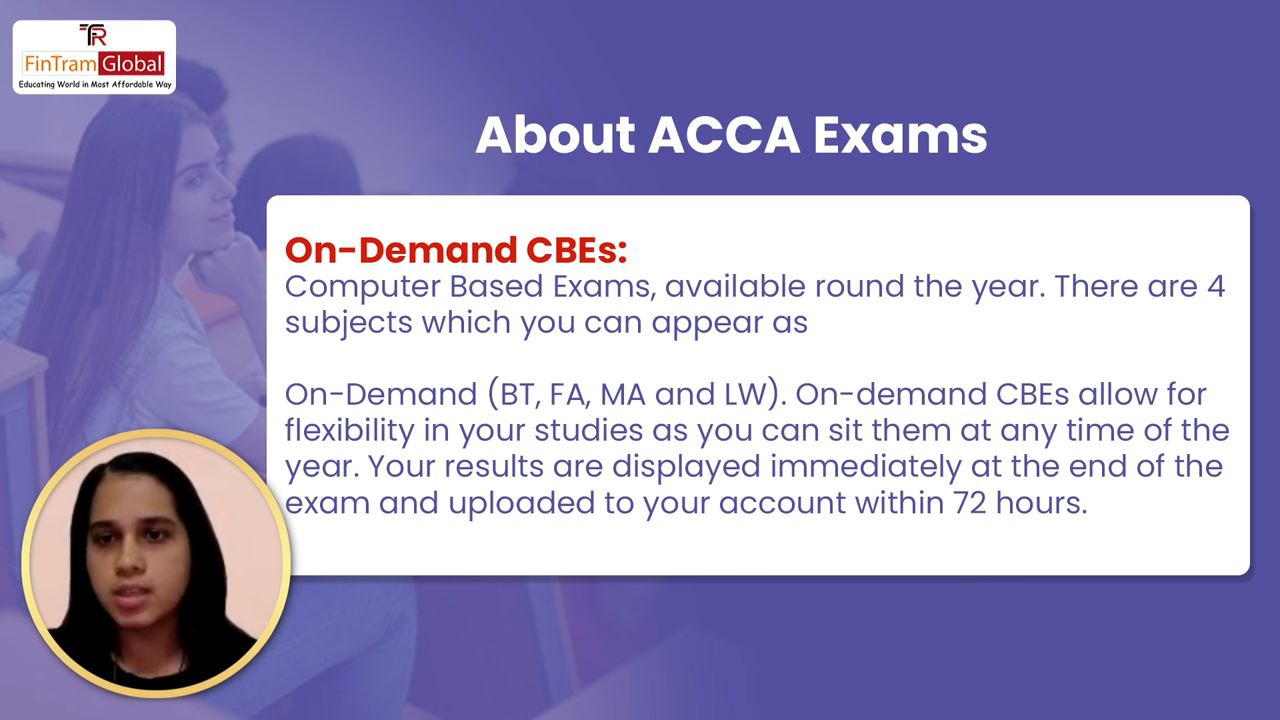 TFR
FinTram Global
Educating World in Most Affordable Way
About ACCA Exams
On-Demand CBEs:
Computer Based Exams, available round the year. There are 4
subjects which you can appear as
On-Demand (BT, FA, MA and LW). On-demand CBEs allow for
flexibility in your studies as you can sit them at any time of the
year. Your results are displayed immediately at the end of the
exam and uploaded to your account within 72 hours.